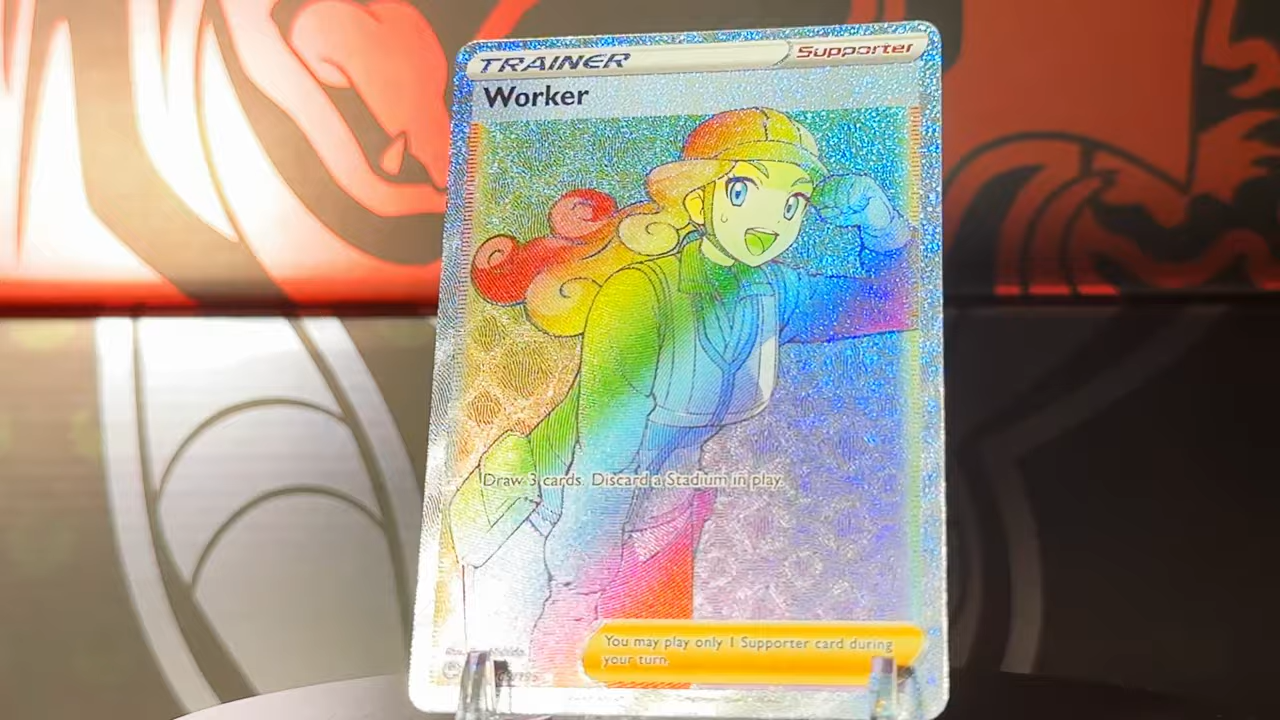 TRAINER
Supporter
Worker
Draw 3 cards. Discard a Stadium in play.
You may play only 1 Supporter card during
your turn.